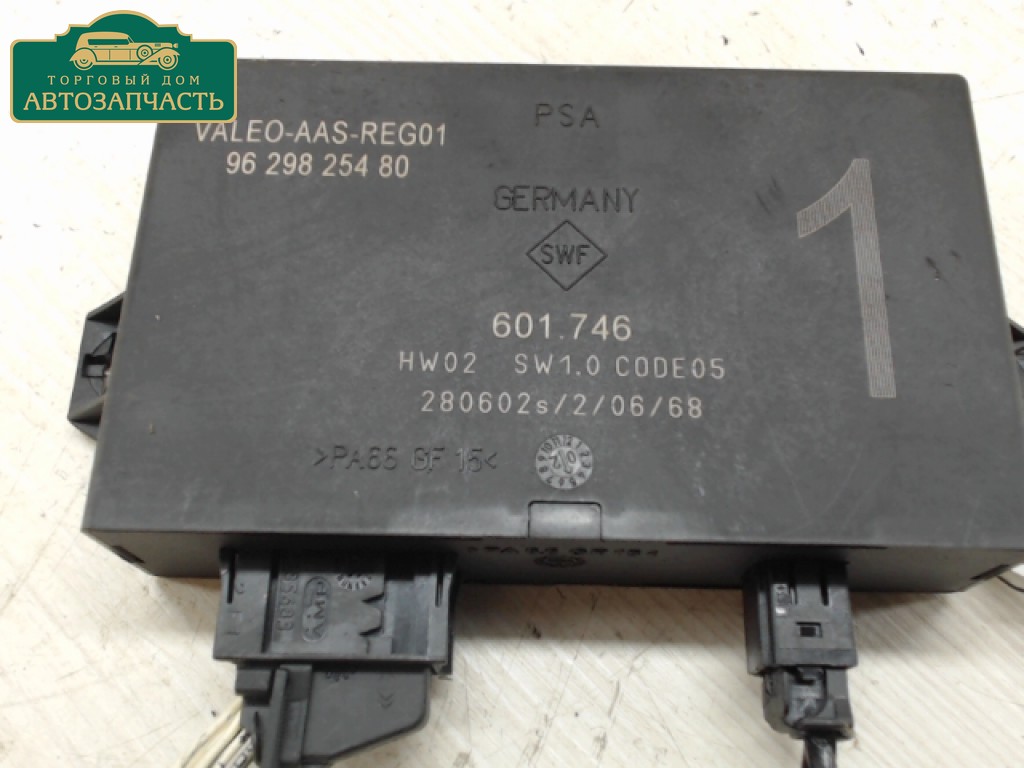 ТОРГОВЫЙ ДОМ
АВТОЗАПЧАСТЬ
VALEO-AAS-REG01
96 298 254 80
PSA
GERMANY
SWF
1
601.746
HW02 SW1.0 CODE05
280602s/2/06/68
>PA66 GF 15<
AMP